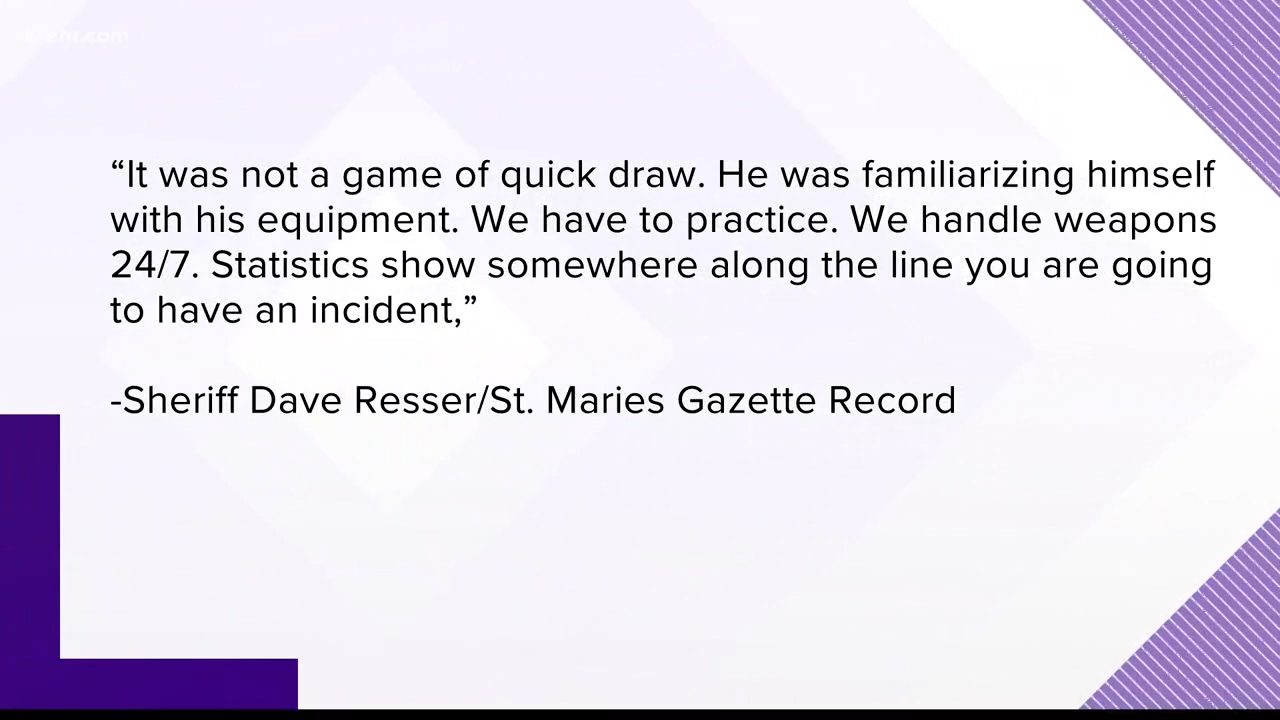 krem.com
“It was not a game of quick draw. He was familiarizing himself
with his equipment. We have to practice. We handle weapons
24/7. Statistics show somewhere along the line you are going
to have an incident,”
-Sheriff Dave Resser/St. Maries Gazette Record